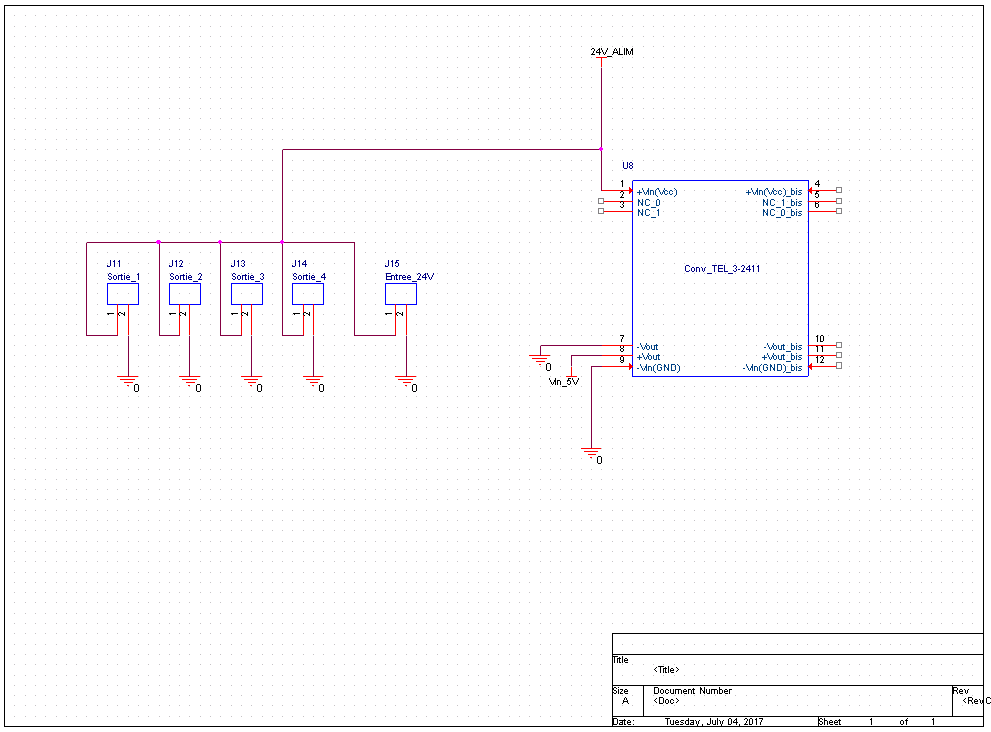 24V_ALIM
U8
1 +Vin(Vcc) +Vin(Vcc)_bis 4
2 NC_0 NC_1_bis 5
3 NC_1 NC_0_bis 6
J11 J12 J13 J14 J15
Sortie_1 Sortie_2 Sortie_3 Sortie_4 Entree_24V
Conv_TEL_3-2411
1 2 1 2 1 2 1 2 1 2
7 -Vout -Vout_bis 10
8 +Vout +Vout_bis 11
9 -Vin(GND) -Vin(GND)_bis 12
0
Vin_5V
0 0 0 0 0
0
Title
<Title>
Size Document Number Rev
A <Doc> <RevC
Date: Tuesday, July 04, 2017 Sheet 1 of 1